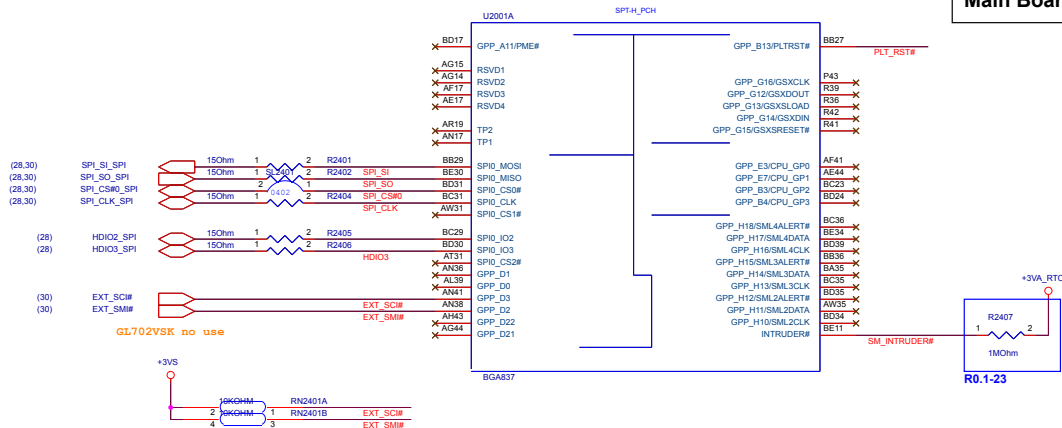 Main Boar
U2001A SPT-H_PCH
BD17 GPP_A11/PME# GPP_B13/PLTRST# BB27 PLT_RST#
AG15 RSVD1
AG14 RSVD2 GPP_G16/GSXCLK P43
AF17 RSVD3 GPP_G12/GSXDOUT R39
AE17 RSVD4 GPP_G13/GSXSLOAD R36
GPP_G14/GSXDIN R42
AR19 TP2 GPP_G15/GSXSRESET# R41
AN17 TP1
(28,30) SPI_SI_SPI 15Ohm 1 2 R2401 SPI_SI BB29 SPI0_MOSI GPP_E3/CPU_GP0 AF41
(28,30) SPI_SO_SPI 15Ohm 1 2 R2402 SPI_SO BE30 SPI0_MISO GPP_E7/CPU_GP1 AE44
(28,30) SPI_CS#0_SPI 2 SL2401 0402 1 SPI_CS#0 BD31 SPI0_CS0# GPP_B3/CPU_GP2 BC23
(28,30) SPI_CLK_SPI 15Ohm 1 2 R2404 SPI_CLK BC31 SPI0_CLK GPP_B4/CPU_GP3 BD24
AW31 SPI0_CS1#
GPP_H18/SML4ALERT# BC36
(28) HDIO2_SPI 15Ohm 1 2 R2405 BC29 SPI0_IO2 GPP_H17/SML4DATA BE34
(28) HDIO3_SPI 15Ohm 1 2 R2406 HDIO3 BD30 SPI0_IO3 GPP_H16/SML4CLK BD39
AT31 SPI0_CS2# GPP_H15/SML3ALERT# BB36
AN36 GPP_D1 GPP_H14/SML3DATA BA35
AL39 GPP_D0 GPP_H13/SML3CLK BC35
(30) EXT_SCI# EXT_SCI# AN41 GPP_D3 GPP_H12/SML2ALERT# BD35
(30) EXT_SMI# EXT_SMI# AN38 GPP_D2 GPP_H11/SML2DATA AW35
AH43 GPP_D22 GPP_H10/SML2CLK BD34
AG44 GPP_D21 INTRUDER# BE11 SM_INTRUDER#
GL702VSK no use
BGA837
+3VA_RTC
R2407
1 2
1MOhm
R0.1-23
+3VS
10KOHM RN2401A
2 1 EXT_SCI#
10KOHM RN2401B
4 3 EXT_SMI#